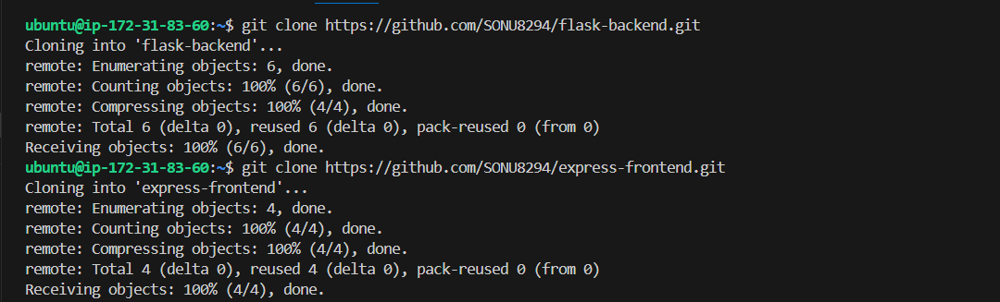 ubuntu@ip-172-31-83-60:~$ git clone https://github.com/SONU8294/flask-backend.git
Cloning into 'flask-backend'...
remote: Enumerating objects: 6, done.
remote: Counting objects: 100% (6/6), done.
remote: Compressing objects: 100% (4/4), done.
remote: Total 6 (delta 0), reused 6 (delta 0), pack-reused 0 (from 0)
Receiving objects: 100% (6/6), done.
ubuntu@ip-172-31-83-60:~$ git clone https://github.com/SONU8294/express-frontend.git
Cloning into 'express-frontend'...
remote: Enumerating objects: 4, done.
remote: Counting objects: 100% (4/4), done.
remote: Compressing objects: 100% (4/4), done.
remote: Total 4 (delta 0), reused 4 (delta 0), pack-reused 0 (from 0)
Receiving objects: 100% (4/4), done.